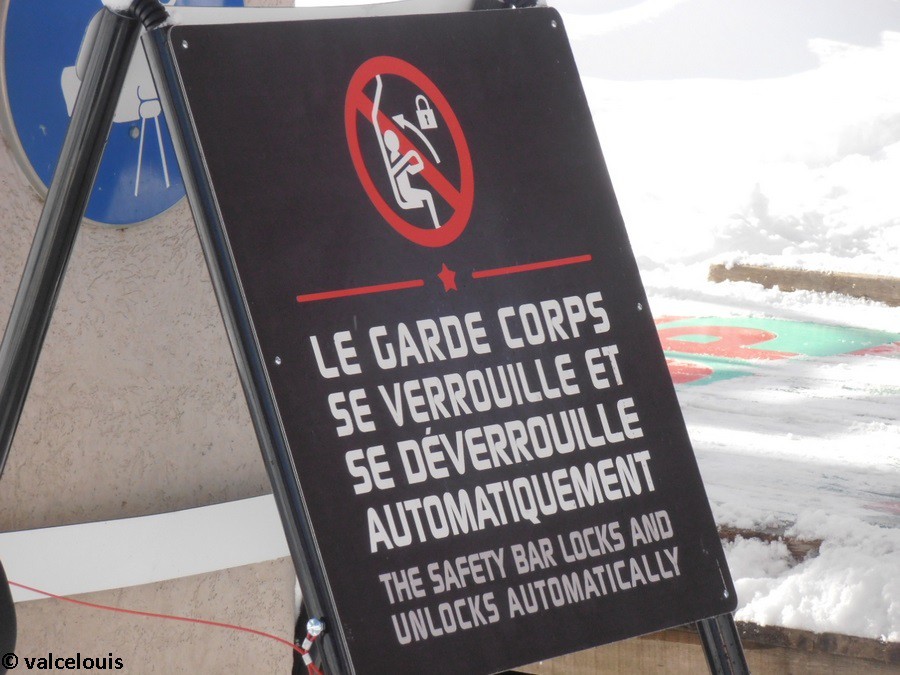 LE GARDE CORPS
SE VERROUILLE ET
SE DÉVERROUILLE
AUTOMATIQUEMENT
THE SAFETY BAR LOCKS AND
UNLOCKS AUTOMATICALLY
© valcelouis